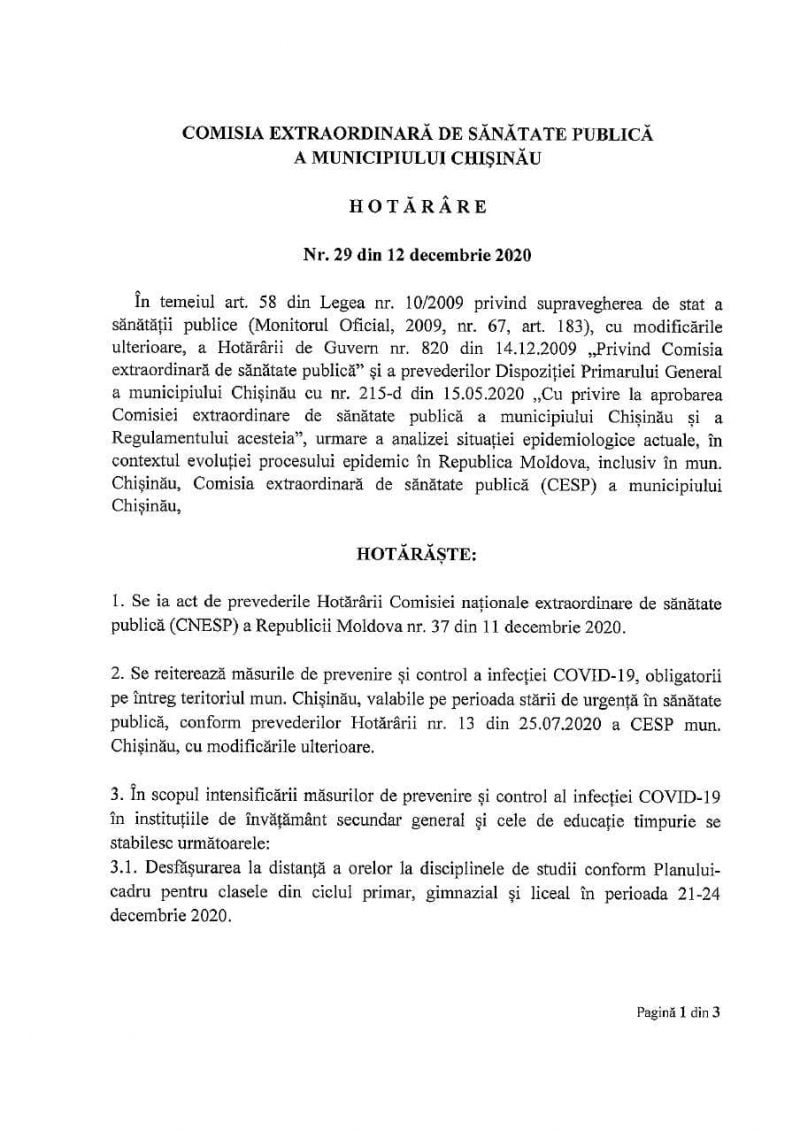 COMISIA EXTRAORDINARĂ DE SĂNĂTATE PUBLICĂ
A MUNICIPIULUI CHIŞINĂU
H O T Ă R Â R E
Nr. 29 din 12 decembrie 2020
În temeiul art. 58 din Legea nr. 10/2009 privind supravegherea de stat a
sănătății publice (Monitorul Oficial, 2009, nr. 67, art. 183), cu modificările
ulterioare, a Hotărârii de Guvern nr. 820 din 14.12.2009 „Privind Comisia
extraordinară de sănătate publică” şi a prevederilor Dispoziției Primarului General
a municipiului Chişinău cu nr. 215-d din 15.05.2020 „Cu privire la aprobarea
Comisiei extraordinare de sănătate publică a municipiului Chișinău și a
Regulamentului acesteia”, urmare a analizei situației epidemiologice actuale, în
contextul evoluției procesului epidemic în Republica Moldova, inclusiv în mun.
Chișinău, Comisia extraordinară de sănătate publică (CESP) a municipiului
Chișinău,
HOTĂRĂȘTE:
1. Se ia act de prevederile Hotărârii Comisiei naționale extraordinare de sănătate
publică (CNESP) a Republicii Moldova nr. 37 din 11 decembrie 2020.
2. Se reiterează măsurile de prevenire și control a infecției COVID-19, obligatorii
pe întreg teritoriul mun. Chișinău, valabile pe perioada stării de urgență în sănătate
publică, conform prevederilor Hotărârii nr. 13 din 25.07.2020 a CESP mun.
Chișinău, cu modificările ulterioare.
3. În scopul intensificării măsurilor de prevenire și control al infecției COVID-19
în instituțiile de învățământ secundar general şi cele de educație timpurie se
stabilesc următoarele:
3.1. Desfășurarea la distanță a orelor la disciplinele de studii conform Planului-
cadru pentru clasele din ciclul primar, gimnazial și liceal în perioada 21-24
decembrie 2020.
Pagină 1 din 3